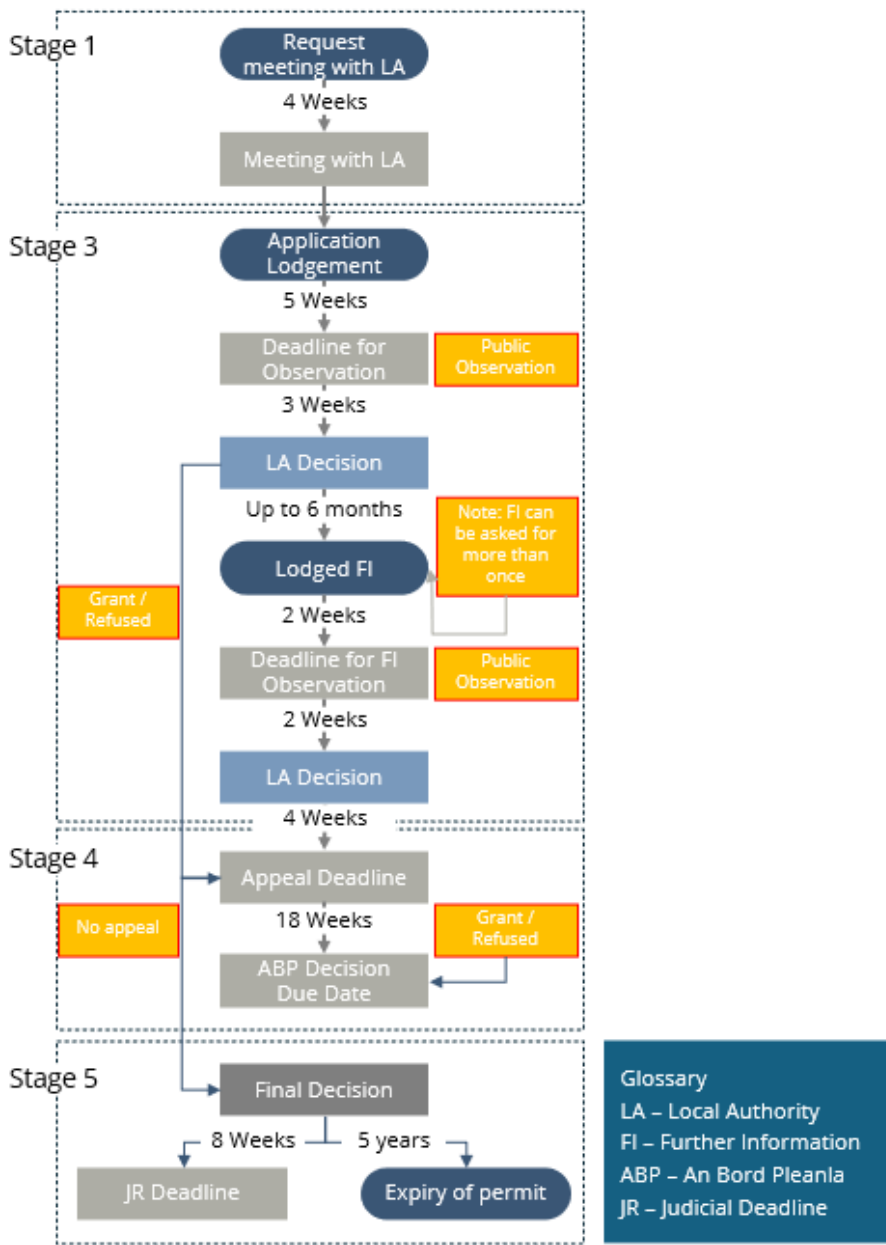 Stage 1
Request
meeting with LA
4 Weeks
Meeting with LA
Stage 3
Application
Lodgement
5 Weeks
Deadline for
Observation
Public
Observation
3 Weeks
LA Decision
Up to 6 months
Note: FI can
be asked for
more than
once
Lodged FI
Grant /
Refused
2 Weeks
Deadline for FI
Observation
Public
Observation
2 Weeks
LA Decision
4 Weeks
Stage 4
Appeal Deadline
No appeal
18 Weeks
Grant /
Refused
ABP Decision
Due Date
Stage 5
Final Decision
8 Weeks
5 years
JR Deadline
Expiry of permit
Glossary
LA – Local Authority
FI – Further Information
ABP – An Bord Pleanla
JR – Judicial Deadline